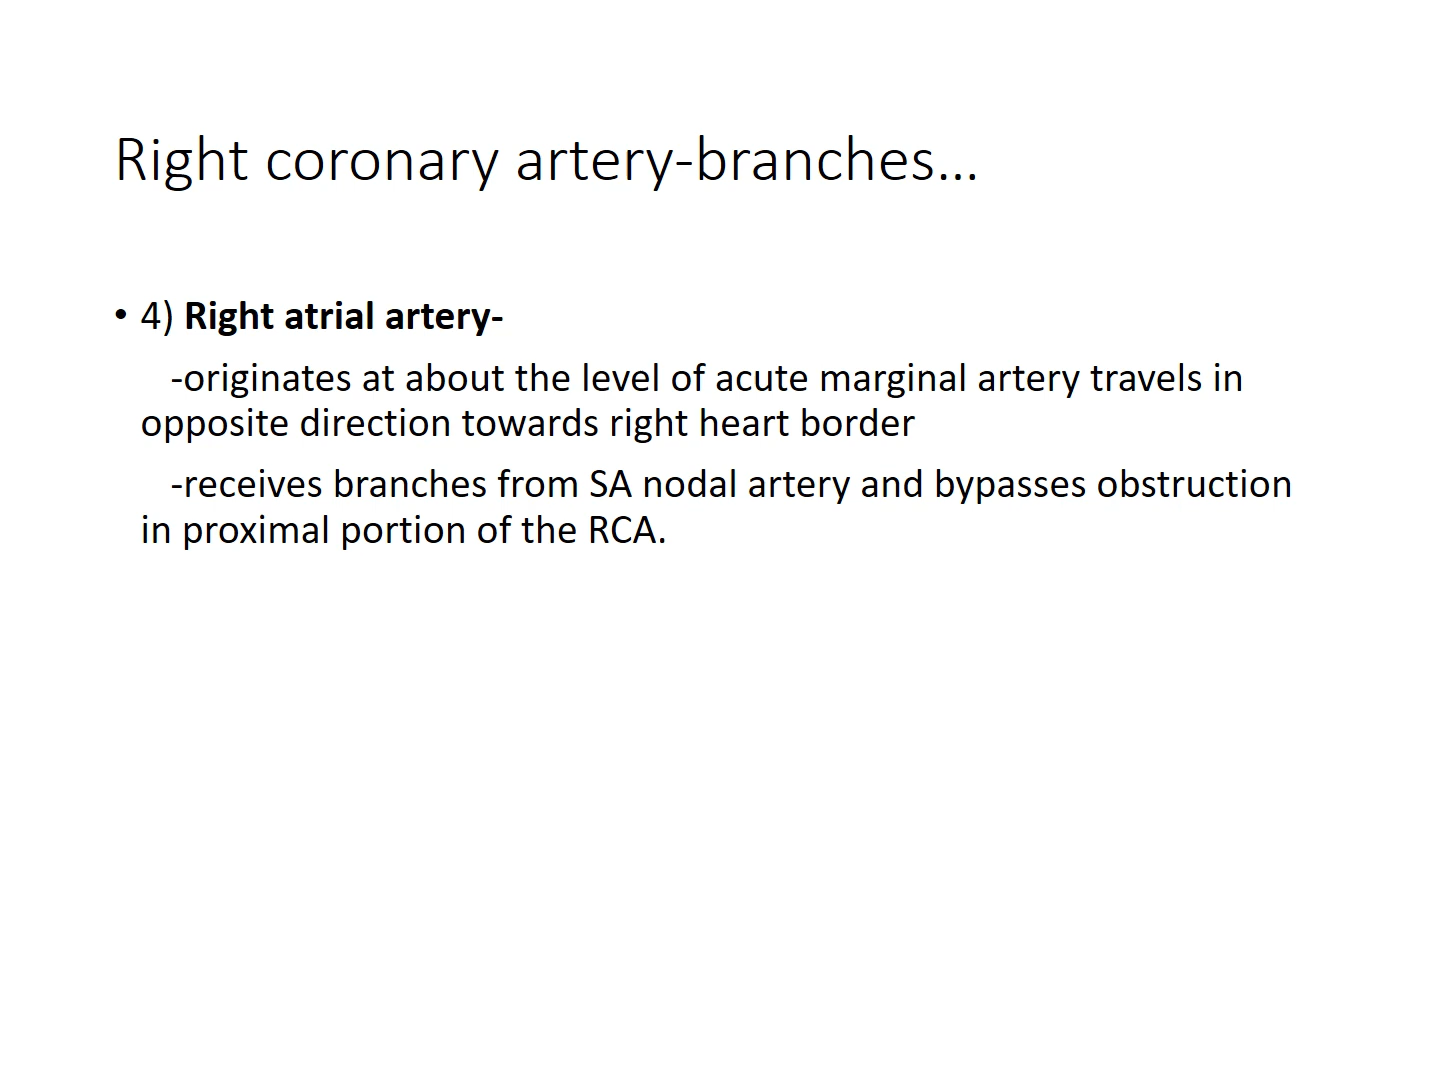 Right coronary artery-branches...
• 4) Right atrial artery-
-originates at about the level of acute marginal artery travels in
opposite direction towards right heart border
-receives branches from SA nodal artery and bypasses obstruction
in proximal portion of the RCA.